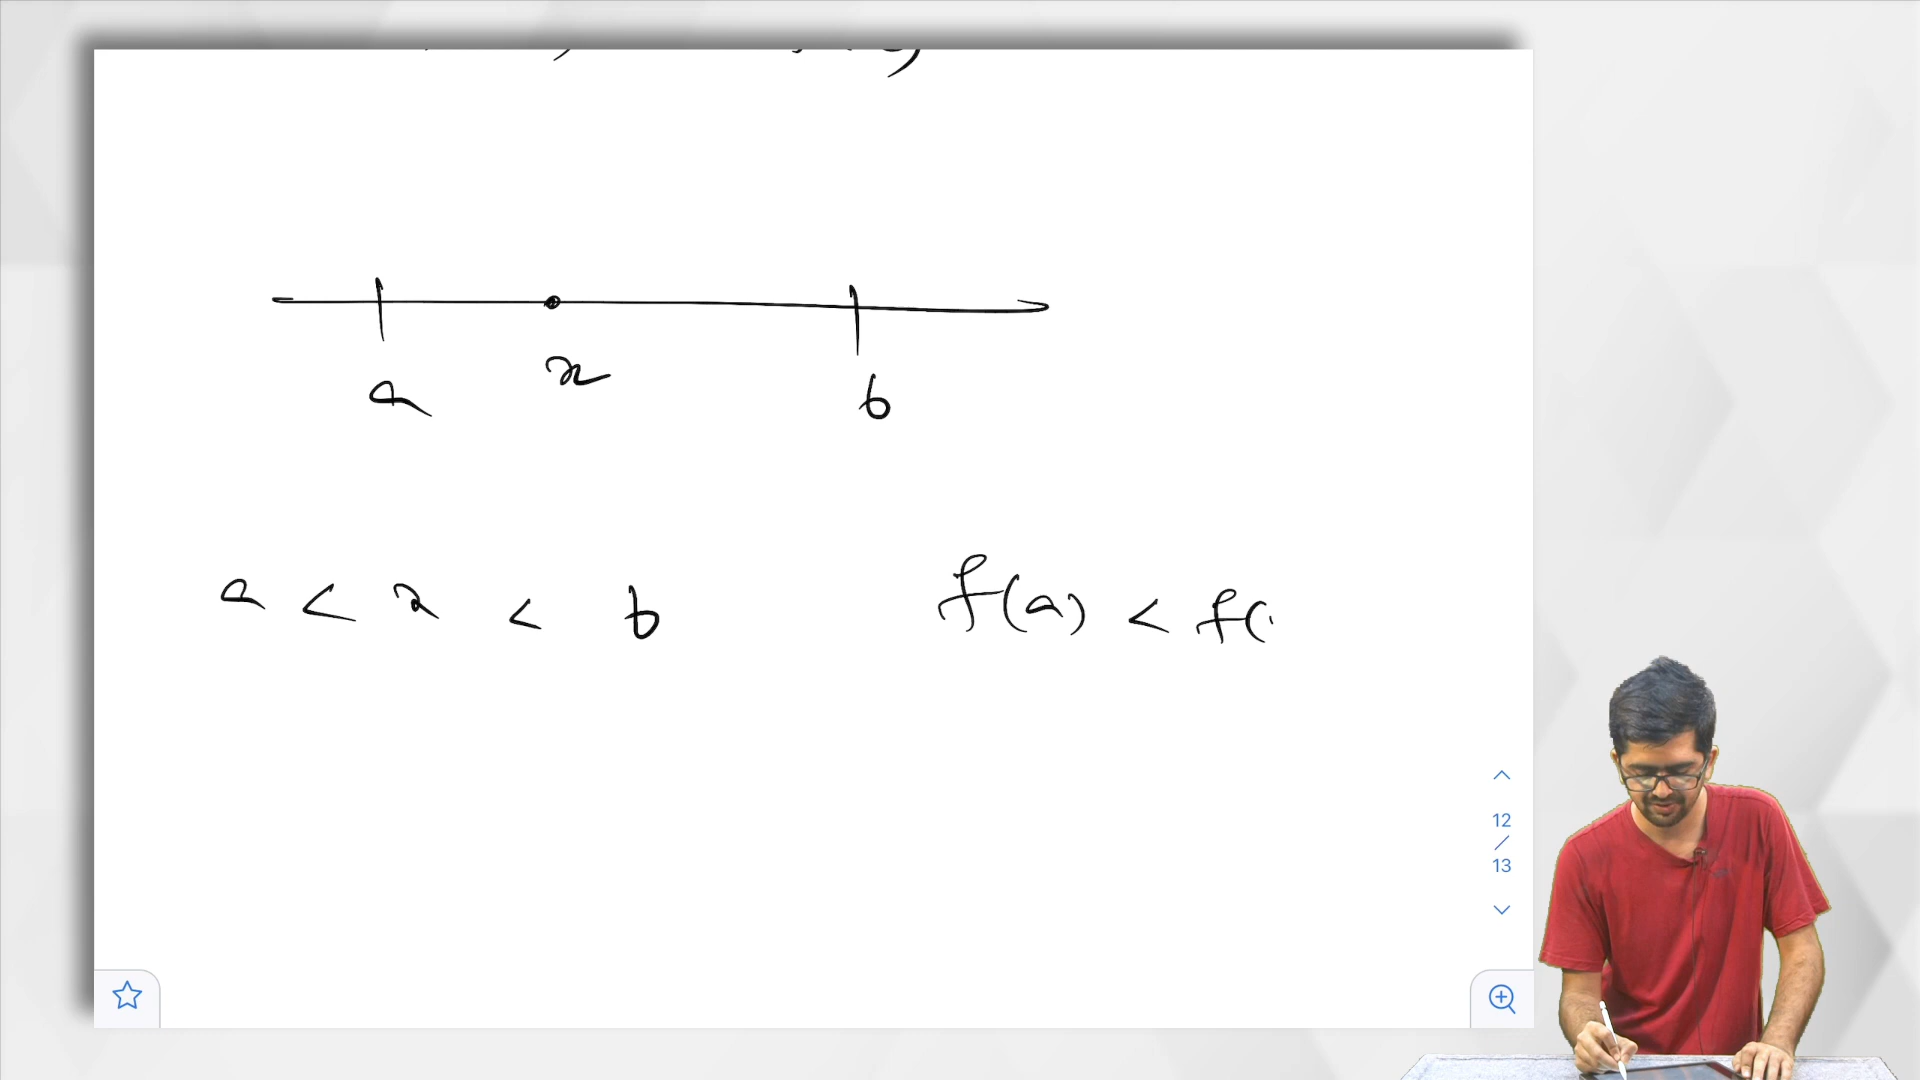 a x b
a < x < b f(a) < f(
12
/
13